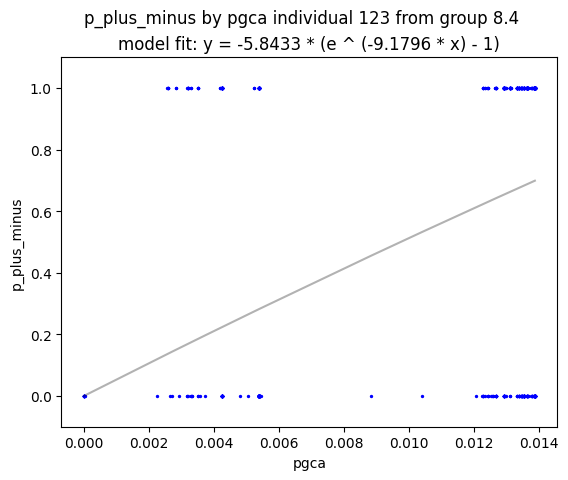 p_plus_minus by pgca individual 123 from group 8.4
model fit: y = -5.8433 * (e ^ (-9.1796 * x) - 1)
1.0
0.8
0.6
0.4
0.2
0.0
p_plus_minus
0.000 0.002 0.004 0.006 0.008 0.010 0.012 0.014
pgca